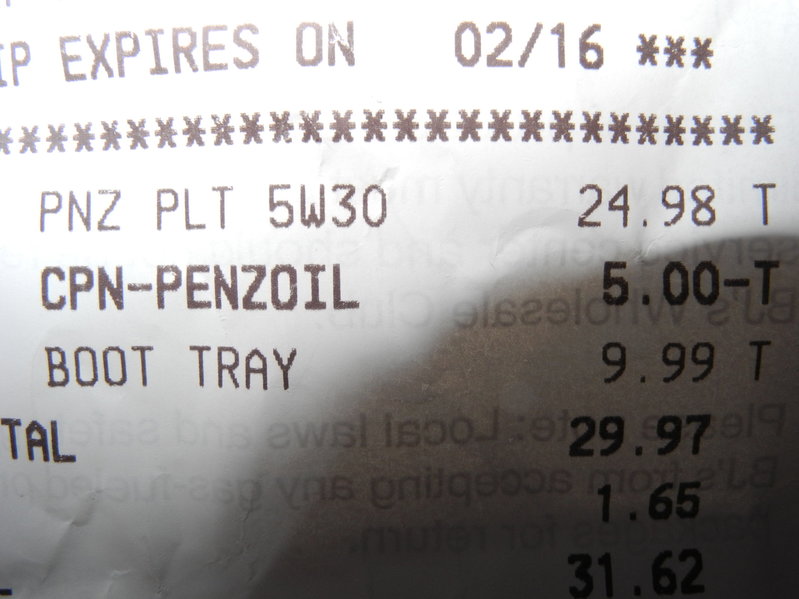 IP EXPIRES ON 02/16 ***
******************************
PNZ PLT 5W30 24.98 T
CPN-PENZOIL 5.00-T
BOOT TRAY 9.99 T
TAL 29.97
1.65
31.62